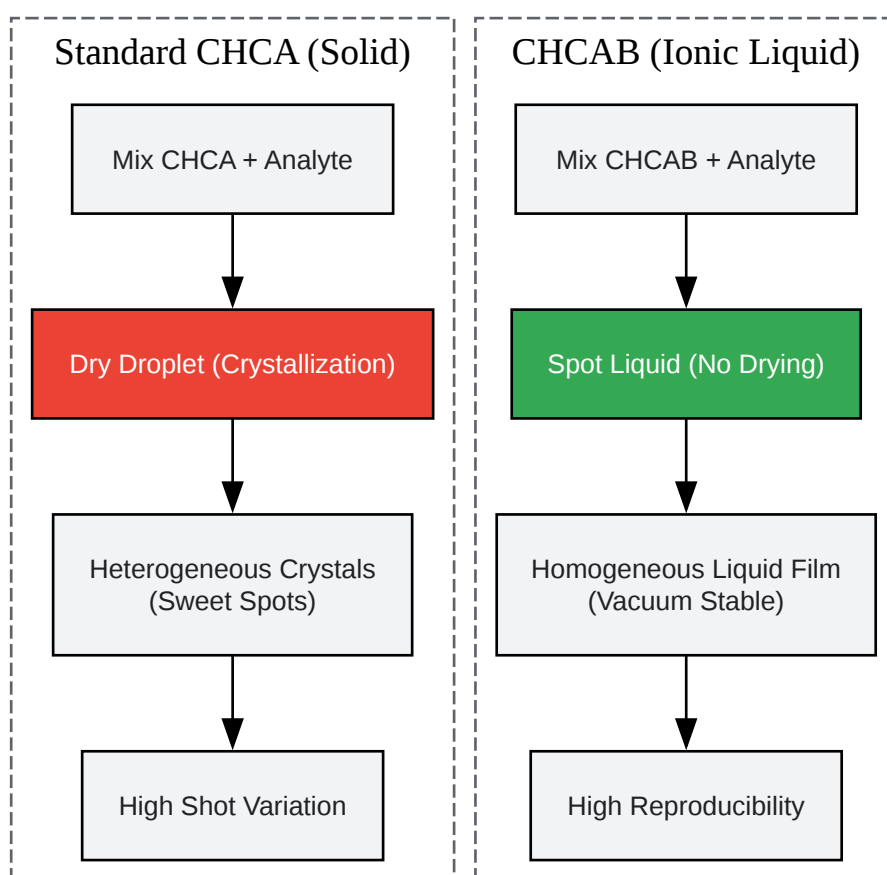 Standard CHCA (Solid)
Mix CHCA + Analyte
Dry Droplet (Crystallization)
Heterogeneous Crystals
(Sweet Spots)
High Shot Variation
CHCAB (Ionic Liquid)
Mix CHCAB + Analyte
Spot Liquid (No Drying)
Homogeneous Liquid Film
(Vacuum Stable)
High Reproducibility